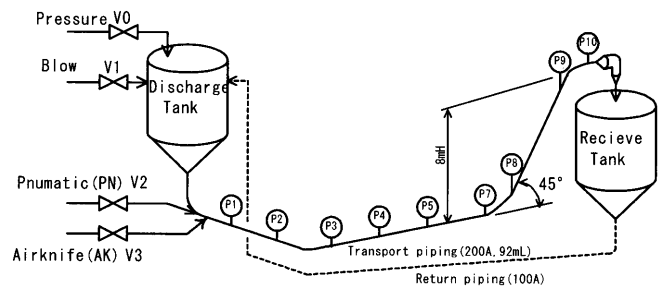 Pressure V0
Blow V1
Discharge
Tank
Pnumatic(PN) V2
Airknife(AK) V3
P1
P2
P3
P4
P5
P7
P8
P9
P10
8mH
45°
Recieve
Tank
Transport piping(200A, 92mL)
Return piping(100A)